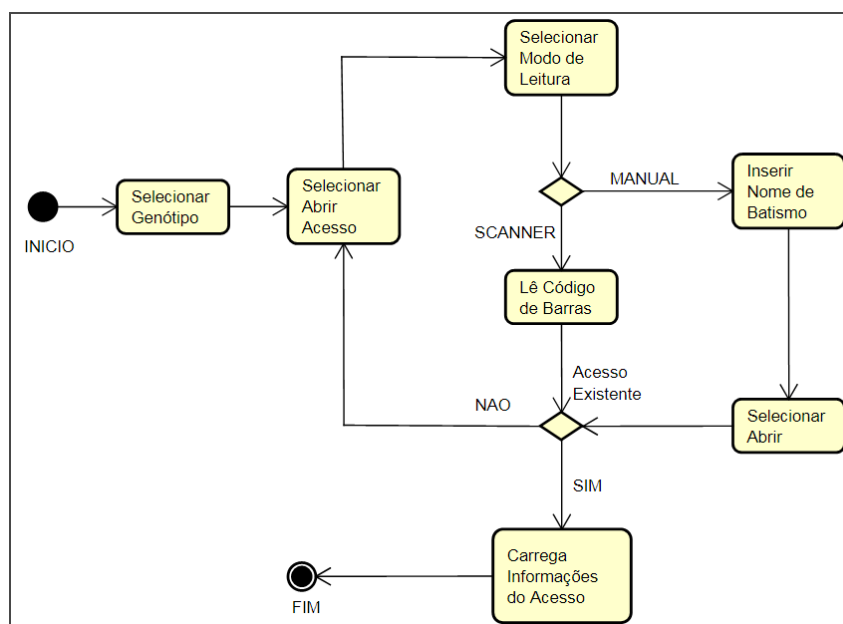 Selecionar
Modo de
Leitura
Selecionar
Genótipo
Selecionar
Abrir
Acesso
MANUAL
Inserir
Nome de
Batismo
INICIO
SCANNER
Lê Código
de Barras
Acesso
Existente
NAO
Selecionar
Abrir
SIM
Carrega
Informações
do Acesso
FIM